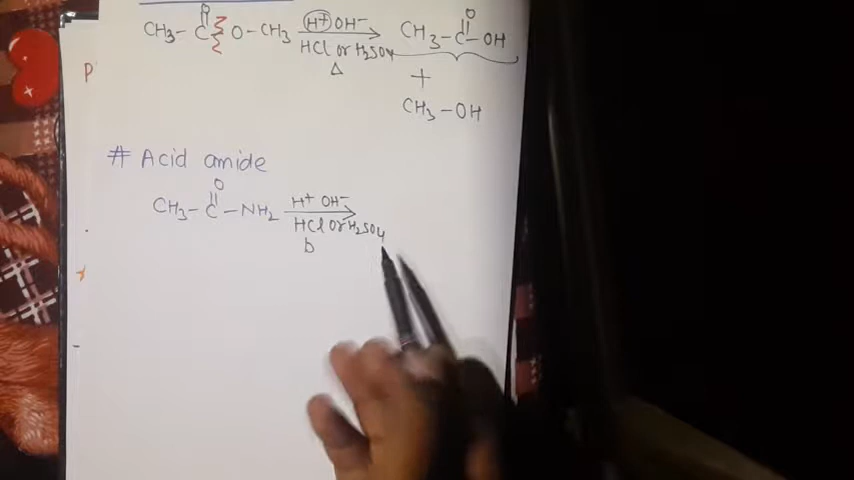 O
CH₃-C-O-CH₃ H⁺ OH⁻ CH₃-C-OH
HCl or H₂SO₄
Δ
+
CH₃-OH
P
# Acid amide
O
CH₃-C-NH₂ H⁺ OH⁻
HCl or H₂SO₄
b